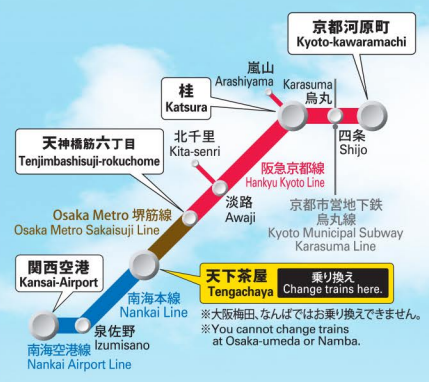 京都河原町
Kyoto-kawaramachi
嵐山
Arashiyama
Karasuma
烏丸
桂
Katsura
四条
Shijo
天神橋筋六丁目
Tenjimbashisuji-rokuchome
北千里
Kita-senri
阪急京都線
Hankyu Kyoto Line
淡路
Awaji
京都市営地下鉄
烏丸線
Kyoto Municipal Subway
Karasuma Line
Osaka Metro 堺筋線
Osaka Metro Sakaisuji Line
関西空港
Kansai-Airport
天下茶屋
Tengachaya
乗り換え
Change trains here.
南海本線
Nankai Line
※大阪梅田、なんばではお乗り換えできません。
※You cannot change trains
at Osaka-umeda or Namba.
泉佐野
Izumisano
南海空港線
Nankai Airport Line